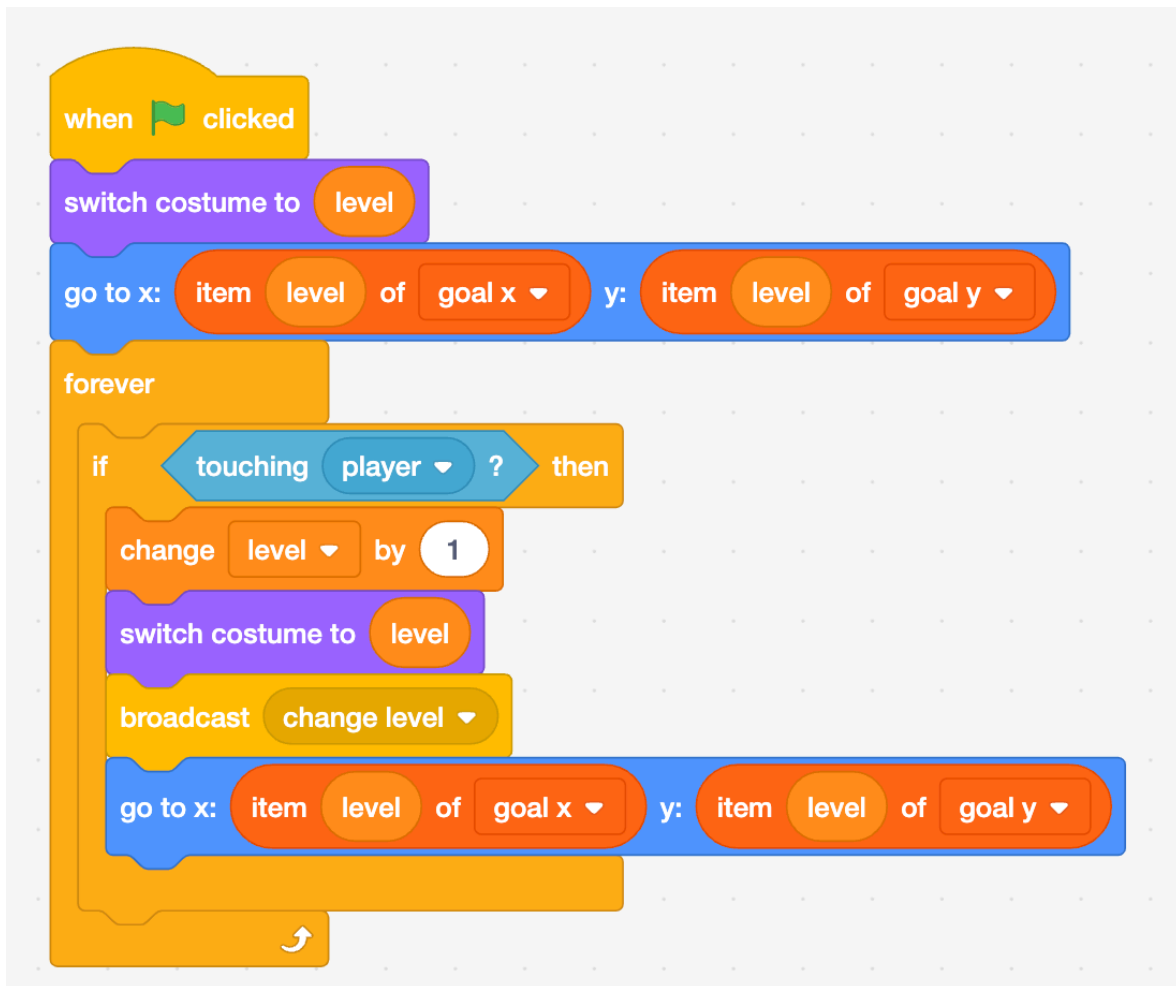 when clicked
switch costume to level
go to x: item level of goal x y: item level of goal y
forever
if touching player ? then
change level by 1
switch costume to level
broadcast change level
go to x: item level of goal x y: item level of goal y